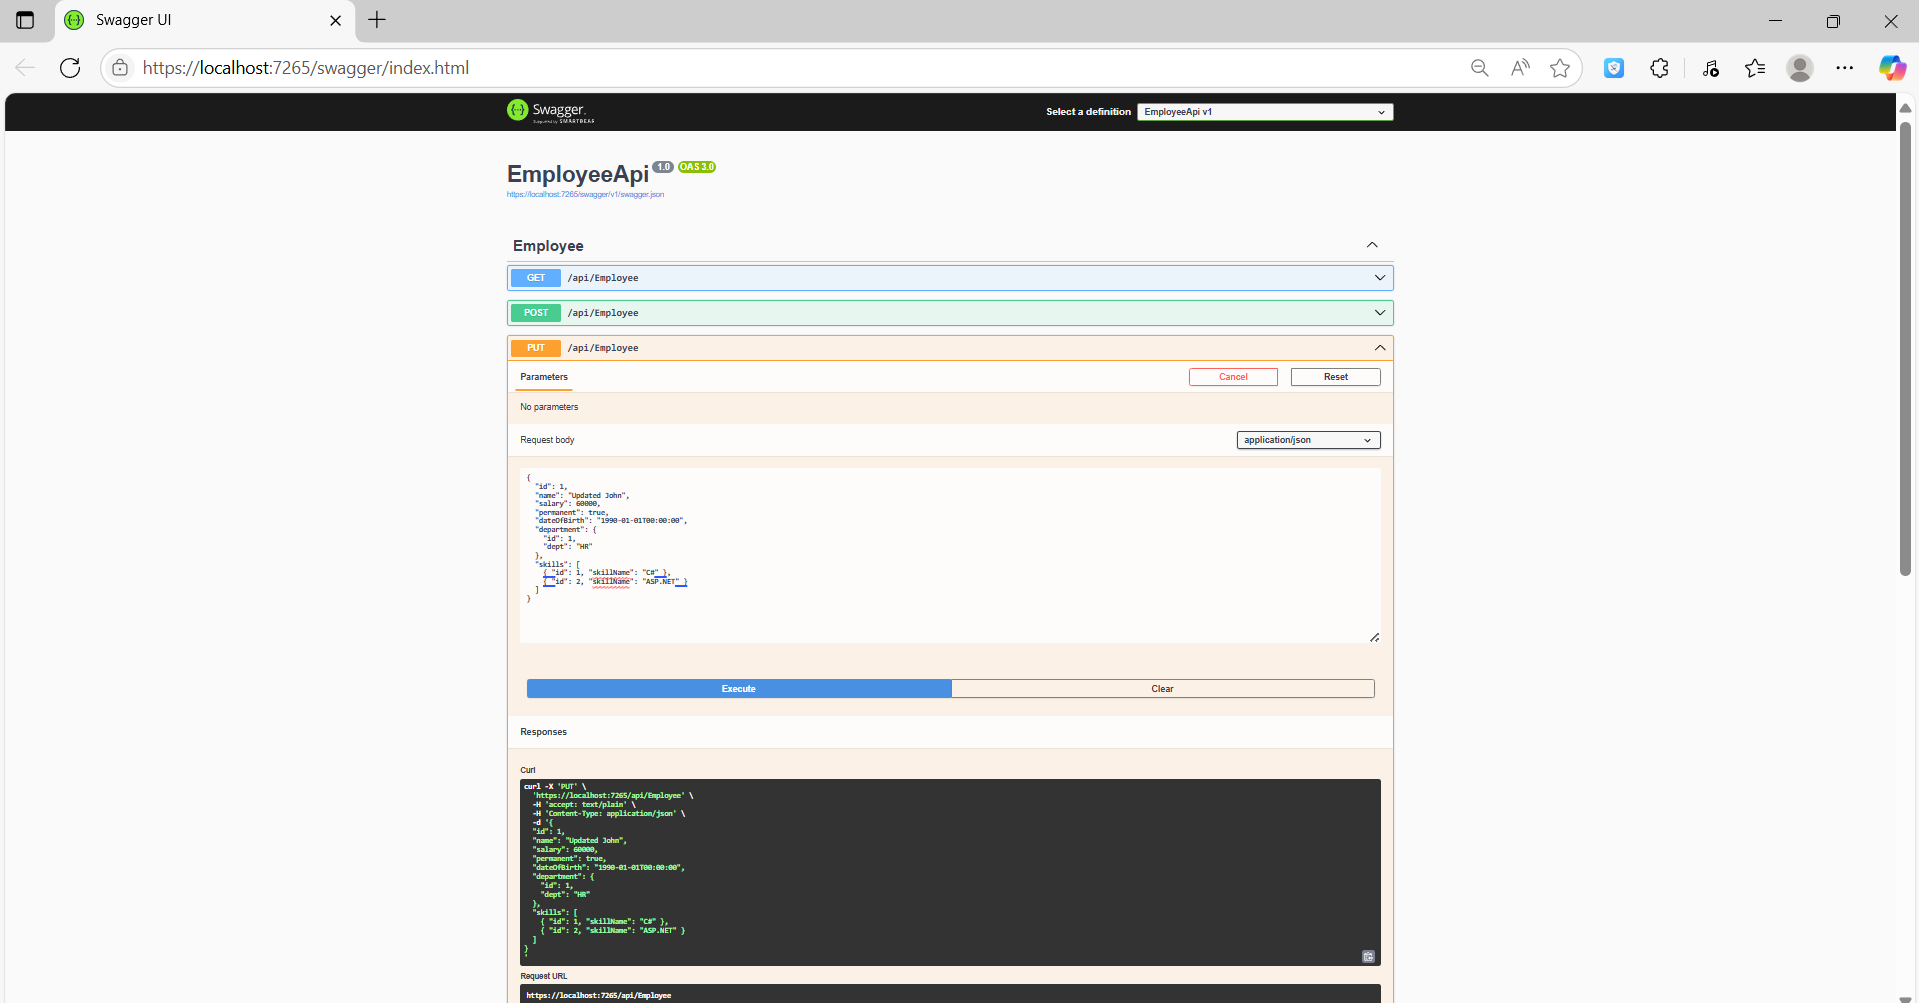 Swagger UI
https://localhost:7265/swagger/index.html
Swagger.
Supported by SMARTBEAR
Select a definition
EmployeeApi v1
EmployeeApi 1.0 OAS 3.0
https://localhost:7265/swagger/v1/swagger.json
Employee
GET /api/Employee
POST /api/Employee
PUT /api/Employee
Parameters
Cancel
Reset
No parameters
Request body
application/json
{
"id": 1,
"name": "Updated John",
"salary": 60000,
"permanent": true,
"dateOfBirth": "1990-01-01T00:00:00",
"department": {
"id": 1,
"dept": "HR"
},
"skills": [
{ "id": 1, "skillName": "C#" },
{ "id": 2, "skillName": "ASP.NET" }
]
}
Execute
Clear
Responses
Curl
curl -X 'PUT' \
'https://localhost:7265/api/Employee' \
-H 'accept: text/plain' \
-H 'Content-Type: application/json' \
-d '{
"id": 1,
"name": "Updated John",
"salary": 60000,
"permanent": true,
"dateOfBirth": "1990-01-01T00:00:00",
"department": {
"id": 1,
"dept": "HR"
},
"skills": [
{ "id": 1, "skillName": "C#" },
{ "id": 2, "skillName": "ASP.NET" }
]
}
'
Request URL
https://localhost:7265/api/Employee